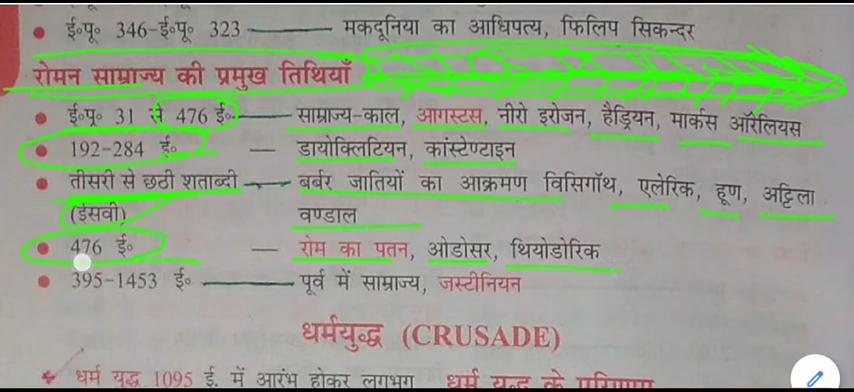 ई॰पू॰ 346-ई॰पू॰ 323 —— मकदूनिया का आधिपत्य, फिलिप सिकन्दर
रोमन साम्राज्य की प्रमुख तिथियाँ
ई॰पू॰ 31 से 476 ई॰ — साम्राज्य-काल, आगस्टस, नीरो इरोजन, हैड्रियन, मार्कस ऑरेलियस
192-284 ई॰ — डायोक्लिटियन, कांस्टेण्टाइन
तीसरी से छठी शताब्दी — बर्बर जातियों का आक्रमण विसिगॉथ, एलेरिक, हूण, अट्टिला
(ईसवी) वण्डाल
476 ई॰ — रोम का पतन, ओडोसर, थियोडोरिक
395-1453 ई॰ —— पूर्व में साम्राज्य, जस्टीनियन
धर्मयुद्ध (CRUSADE)
धर्म युद्ध 1095 ई. में आरंभ होकर लगभग
धर्म युद्ध के परिणाम